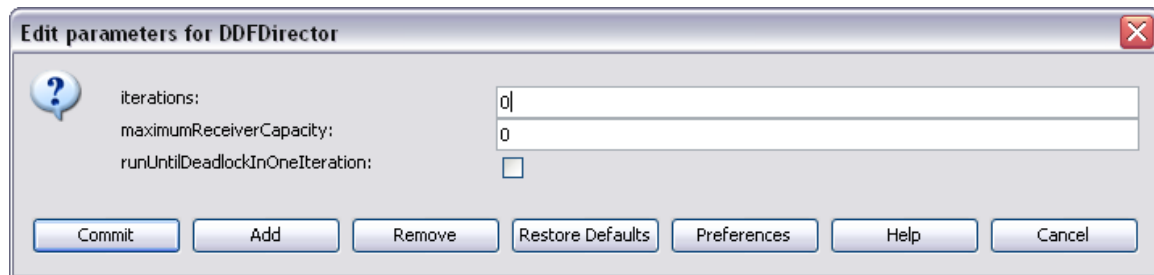 Edit parameters for DDFDirector
iterations: 0
maximumReceiverCapacity: 0
runUntilDeadlockInOneIteration:
Commit Add Remove Restore Defaults Preferences Help Cancel